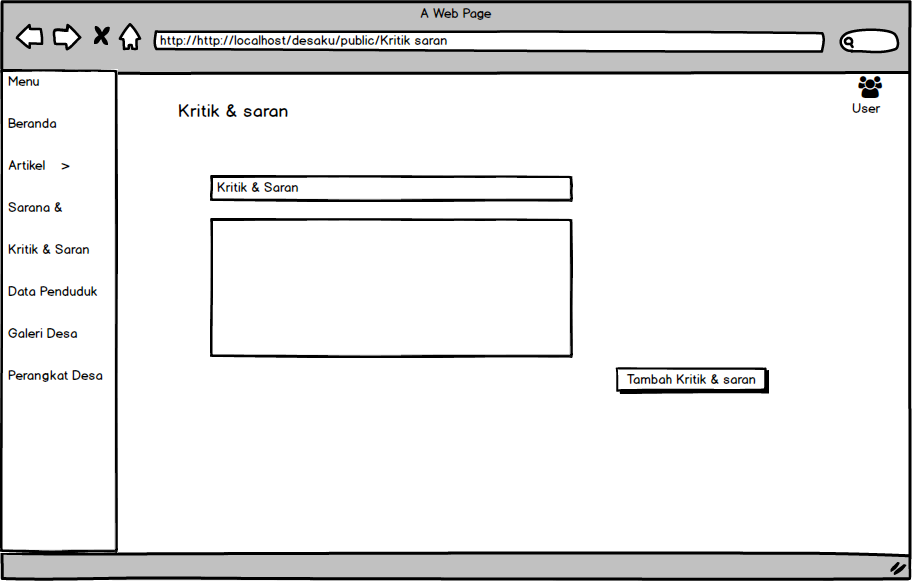 A Web Page
http://http://localhost/desaku/public/Kritik saran
Menu
User
Kritik & saran
Beranda
Artikel >
Kritik & Saran
Sarana &
Kritik & Saran
Data Penduduk
Galeri Desa
Perangkat Desa
Tambah Kritik & saran